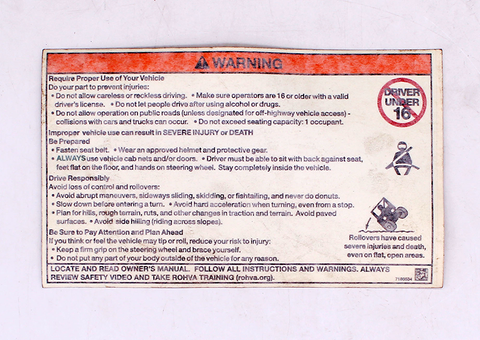 WARNING
Require Proper Use of Your Vehicle
Do your part to prevent injuries:
• Do not allow careless or reckless driving. • Make sure operators are 16 or older with a valid
driver's license. • Do not let people drive after using alcohol or drugs.
• Do not allow operation on public roads (unless designated for off-highway vehicle access) -
collisions with cars and trucks can occur. • Do not exceed seating capacity: 1 occupant.
Improper vehicle use can result in SEVERE INJURY or DEATH
Be Prepared
• Fasten seat belt. • Wear an approved helmet and protective gear.
• ALWAYS use vehicle cab nets and/or doors. • Driver must be able to sit with back against seat,
feet flat on the floor, and hands on steering wheel. Stay completely inside the vehicle.
Drive Responsibly
Avoid loss of control and rollovers:
• Avoid abrupt maneuvers, sideways sliding, skidding, or fishtailing, and never do donuts.
• Slow down before entering a turn. • Avoid hard acceleration when turning, even from a stop.
• Plan for hills, rough terrain, ruts, and other changes in traction and terrain. Avoid paved
surfaces. • Avoid side hilling (riding across slopes).
Be Sure to Pay Attention and Plan Ahead
If you think or feel the vehicle may tip or roll, reduce your risk to injury:
• Keep a firm grip on the steering wheel and brace yourself.
• Do not put any part of your body outside of the vehicle for any reason.
DRIVER
UNDER
16
Rollovers have caused
severe injuries and death,
even on flat, open areas.
LOCATE AND READ OWNER'S MANUAL. FOLLOW ALL INSTRUCTIONS AND WARNINGS. ALWAYS
REVIEW SAFETY VIDEO AND TAKE ROHVA TRAINING (rohva.org).